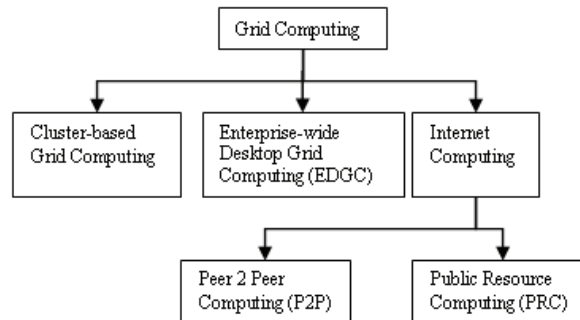 Grid Computing
Cluster-based
Grid Computing
Enterprise-wide
Desktop Grid
Computing (EDGC)
Internet
Computing
Peer 2 Peer
Computing (P2P)
Public Resource
Computing (PRC)